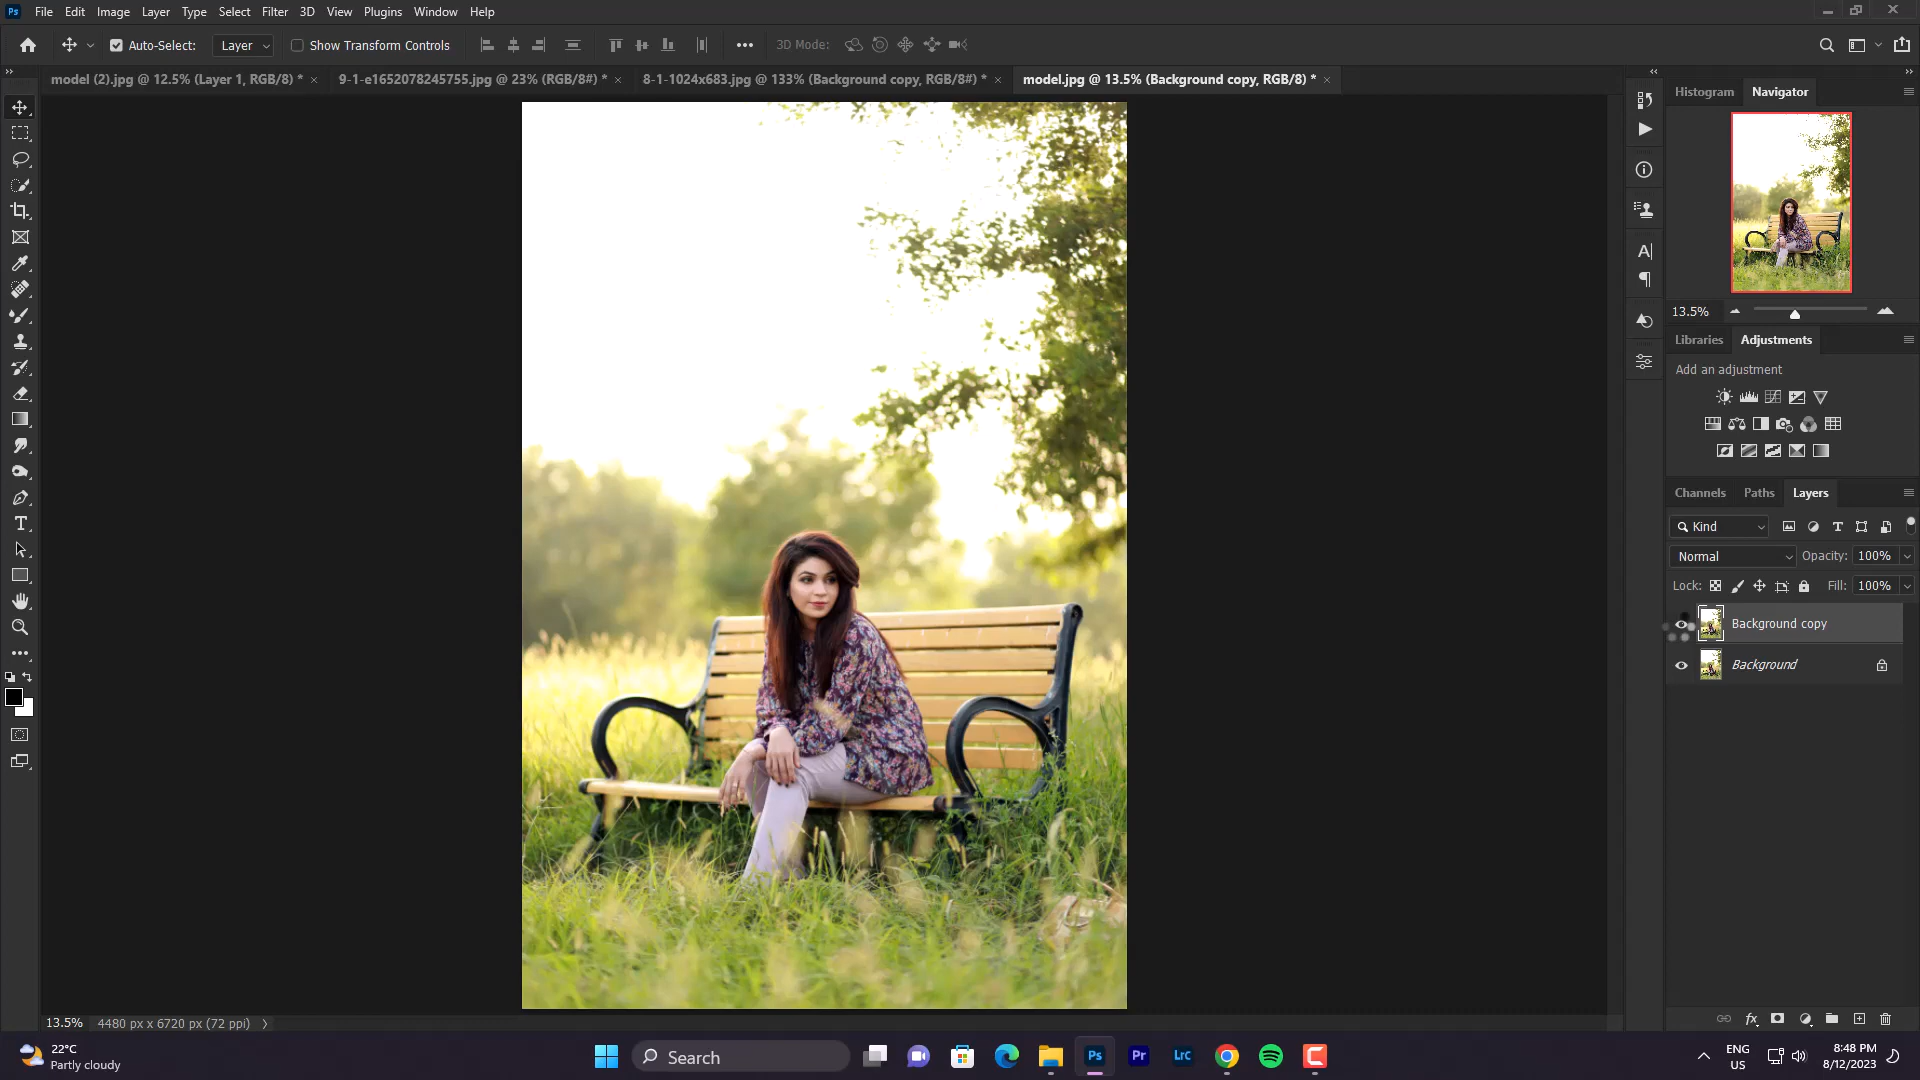 Ps File Edit Image Layer Type Select Filter 3D View Plugins Window Help
Auto-Select: Layer Show Transform Controls 3D Mode:
model (2).jpg @ 12.5% (Layer 1, RGB/8) * × 9-1-e1652078245755.jpg @ 23% (RGB/8#) * × 8-1-1024x683.jpg @ 133% (Background copy, RGB/8#) * × model.jpg @ 13.5% (Background copy, RGB/8) * ×
Histogram Navigator
13.5%
Libraries Adjustments
Add an adjustment
Channels Paths Layers
Kind
Normal Opacity: 100%
Lock: Fill: 100%
Background copy
Background
13.5% 4480 px x 6720 px (72 ppi)
22°C
Partly cloudy
Search
Ps Pr LrC
ENG
US
8:48 PM
8/12/2023